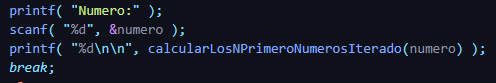 printf( "Numero:" );
scanf( "%d", &numero );
printf( "%d\n\n", calcularLosNPrimeroNumerosIterado(numero) );
break;